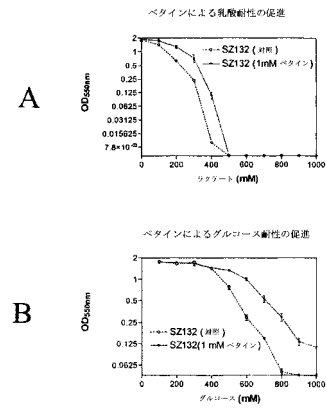 A
ベタインによる乳酸耐性の促進
OD550nm
2
1
0.5
0.25
0.125
0.0625
0.03125
0.015625
7.8×10⁻³
SZ132 (対照)
SZ132 (1mM ベタイン)
0 200 400 600 800 1000
ラクテート (mM)
B
ベタインによるグルコース耐性の促進
OD550nm
2
1
0.5
0.25
0.125
0.0625
SZ132 (対照)
SZ132(1 mM ベタイン)
0 200 400 600 800 1000
グルコース (mM)